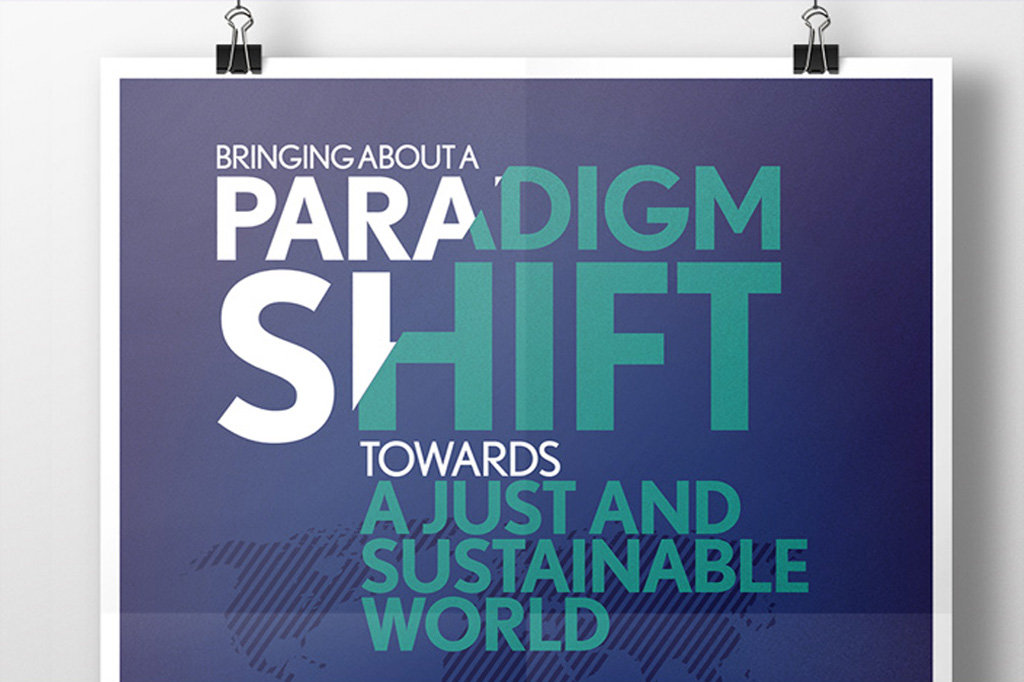 BRINGING ABOUT A
PARADIGM
SHIFT
TOWARDS
A JUST AND
SUSTAINABLE
WORLD